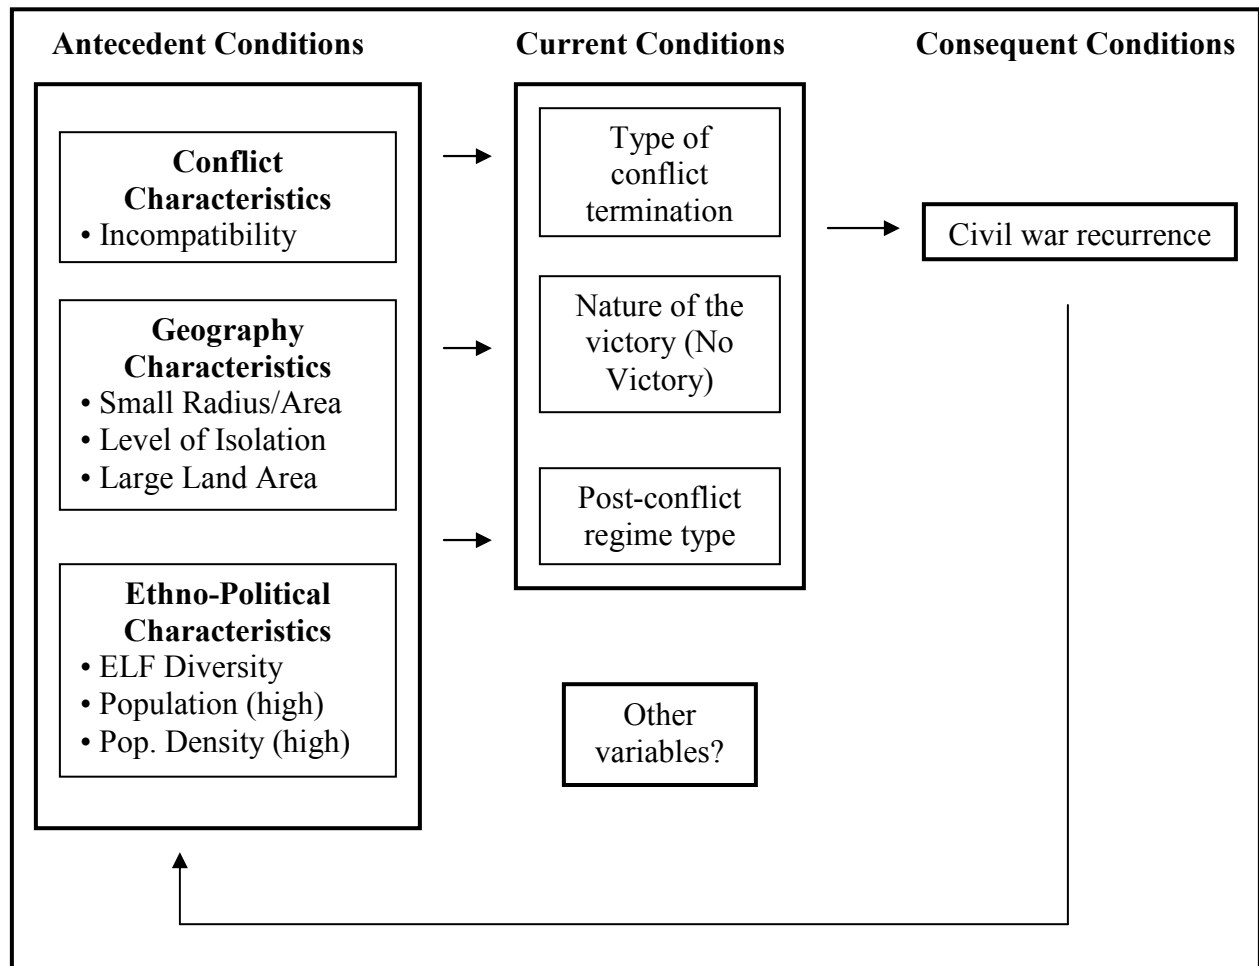 Antecedent Conditions
Conflict
Characteristics
• Incompatibility
Geography
Characteristics
• Small Radius/Area
• Level of Isolation
• Large Land Area
Ethno-Political
Characteristics
• ELF Diversity
• Population (high)
• Pop. Density (high)
Current Conditions
Type of
conflict
termination
Nature of the
victory (No
Victory)
Post-conflict
regime type
Other
variables?
Consequent Conditions
Civil war recurrence